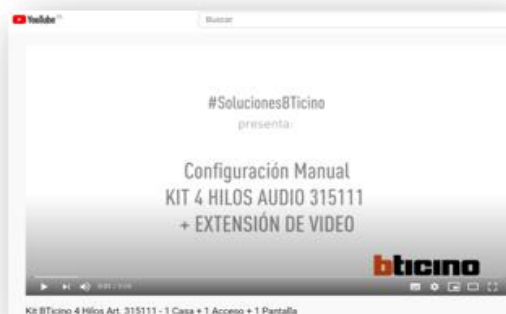 YouTube
Buscar
#SolucionesBTicino
presenta:
Configuración Manual
KIT 4 HILOS AUDIO 315111
+ EXTENSIÓN DE VIDEO
bticino
Kit BTicino 4 Hilos Art. 315111 - 1 Casa + 1 Acceso + 1 Pantalla